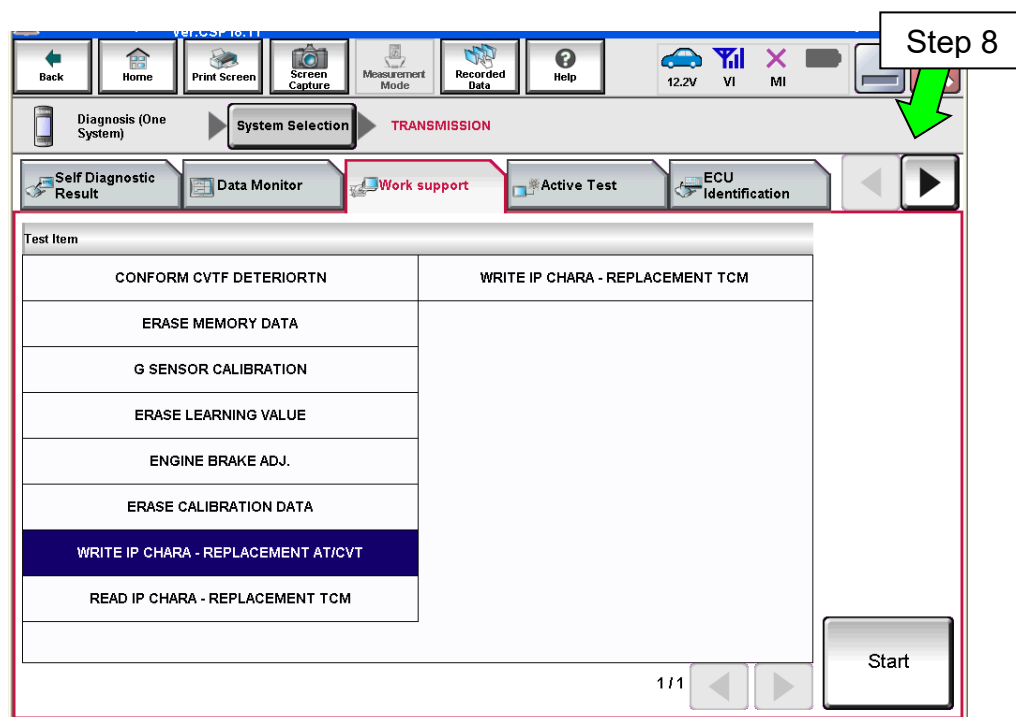 Ver.CSP16.11
Step 8
Back
Home
Print Screen
Screen
Capture
Measurement
Mode
Recorded
Data
Help
12.2V
VI
MI
Diagnosis (One
System)
System Selection
TRANSMISSION
Self Diagnostic
Result
Data Monitor
Work support
Active Test
ECU
Identification
Test Item
CONFORM CVTF DETERIORTN
WRITE IP CHARA - REPLACEMENT TCM
ERASE MEMORY DATA
G SENSOR CALIBRATION
ERASE LEARNING VALUE
ENGINE BRAKE ADJ.
ERASE CALIBRATION DATA
WRITE IP CHARA - REPLACEMENT AT/CVT
READ IP CHARA - REPLACEMENT TCM
1/1
Start